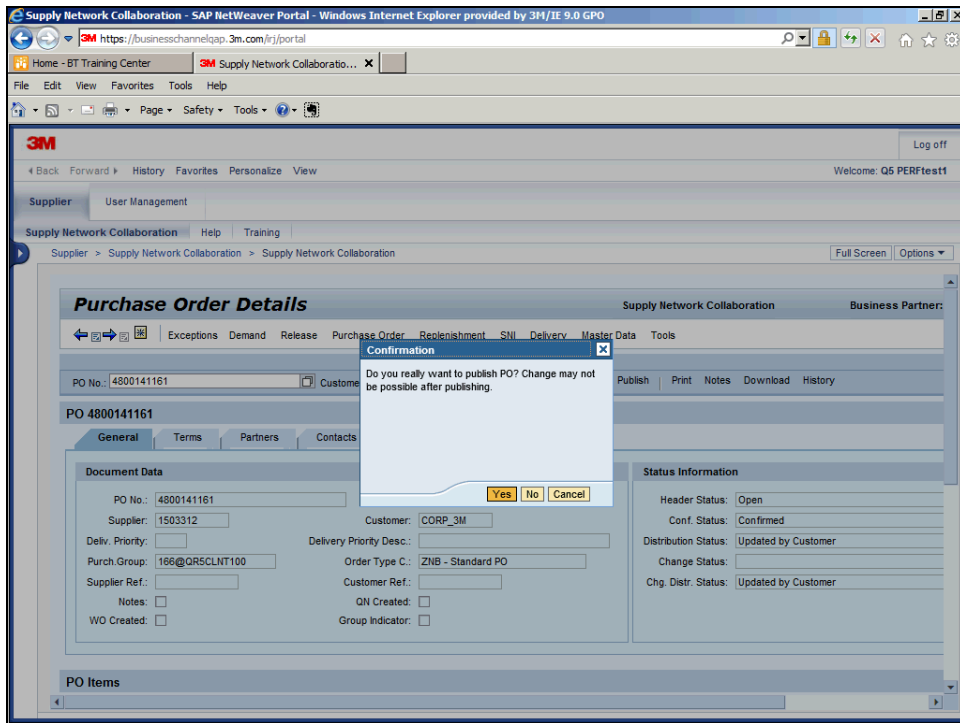 Supply Network Collaboration - SAP NetWeaver Portal - Windows Internet Explorer provided by 3M/IE 9.0 GPO
3M https://businesschannelqap.3m.com/irj/portal
Home - BT Training Center 3M Supply Network Collaboratio... X
File Edit View Favorites Tools Help
Page Safety Tools
3M Log off
Back Forward History Favorites Personalize View Welcome: Q5 PERFtest1
Supplier User Management
Supply Network Collaboration Help Training
Supplier > Supply Network Collaboration > Supply Network Collaboration Full Screen Options
Purchase Order Details Supply Network Collaboration Business Partner:
Exceptions Demand Release Purchase Order Replenishment SNI Delivery Master Data Tools
Confirmation
Do you really want to publish PO? Change may not
be possible after publishing.
Yes No Cancel
PO No.: 4800141161 Custome Publish Print Notes Download History
PO 4800141161
General Terms Partners Contacts
Document Data Status Information
PO No.: 4800141161 Header Status: Open
Supplier: 1503312 Customer: CORP_3M Conf. Status: Confirmed
Deliv. Priority: Delivery Priority Desc.: Distribution Status: Updated by Customer
Purch.Group: 166@QR5CLNT100 Order Type C.: ZNB - Standard PO Change Status:
Supplier Ref.: Customer Ref.: Chg. Distr. Status: Updated by Customer
Notes: QN Created:
WO Created: Group Indicator:
PO Items